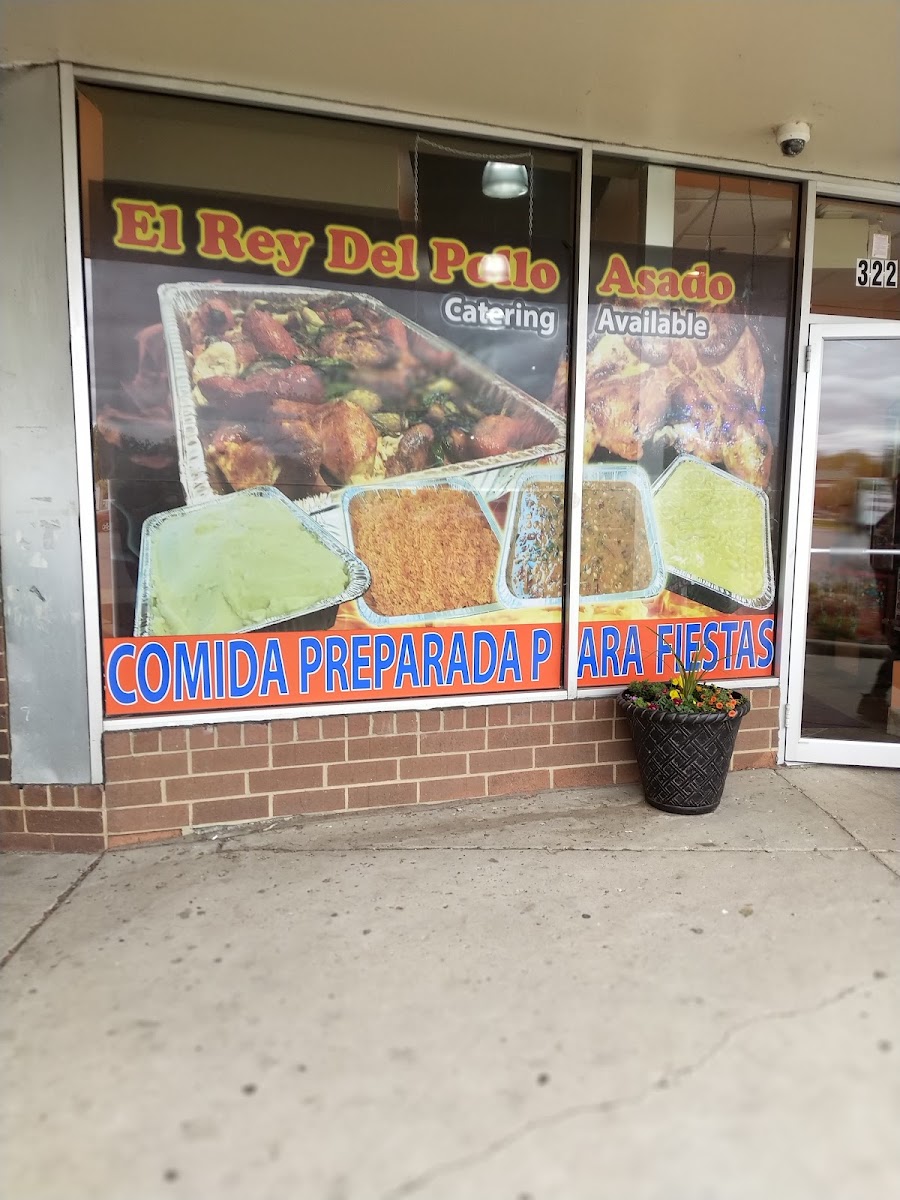 El Rey Del Pollo Asado
Catering Available
322
COMIDA PREPARADA PARA FIESTAS